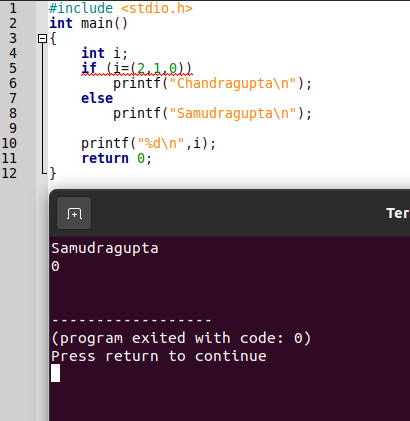 1 #include <stdio.h>
2 int main()
3 {
4 int i;
5 if (i=(2,1,0))
6 printf("Chandragupta\n");
7 else
8 printf("Samudragupta\n");
9
10 printf("%d\n",i);
11 return 0;
12 }
Ter
Samudragupta
0
------------------
(program exited with code: 0)
Press return to continue